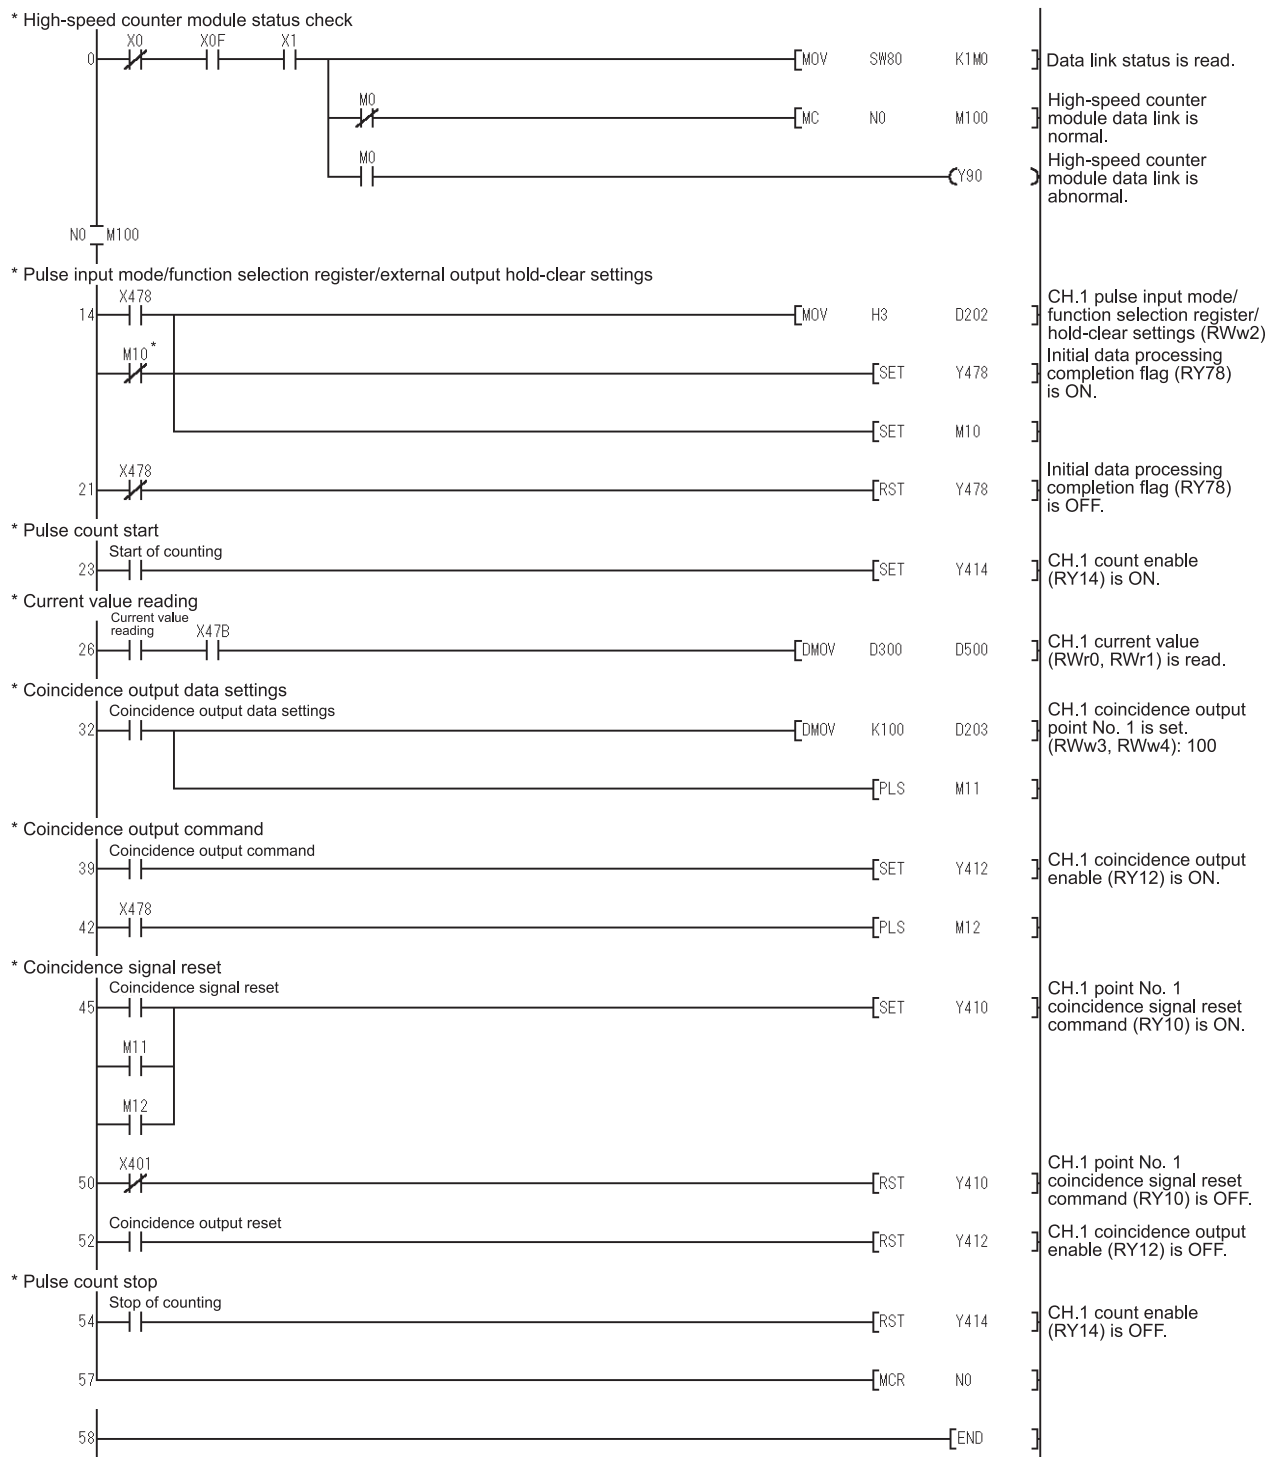 * High-speed counter module status check
X0 X0F X1
0 MOV SW80 K1M0 Data link status is read.
M0
MC N0 M100 High-speed counter
module data link is
normal.
M0
Y90 High-speed counter
module data link is
abnormal.
N0 M100
* Pulse input mode/function selection register/external output hold-clear settings
X478
14 MOV H3 D202 CH.1 pulse input mode/
function selection register/
hold-clear settings (RWw2)
M10 *
SET Y478 Initial data processing
completion flag (RY78)
is ON.
SET M10
X478
21 RST Y478 Initial data processing
completion flag (RY78)
is OFF.
* Pulse count start
Start of counting
23 SET Y414 CH.1 count enable
(RY14) is ON.
* Current value reading
Current value
reading X47B
26 DMOV D300 D500 CH.1 current value
(RWr0, RWr1) is read.
* Coincidence output data settings
Coincidence output data settings
32 DMOV K100 D203 CH.1 coincidence output
point No. 1 is set.
(RWw3, RWw4): 100
PLS M11
* Coincidence output command
Coincidence output command
39 SET Y412 CH.1 coincidence output
enable (RY12) is ON.
X478
42 PLS M12
* Coincidence signal reset
Coincidence signal reset
45 SET Y410 CH.1 point No. 1
coincidence signal reset
command (RY10) is ON.
M11
M12
X401
50 RST Y410 CH.1 point No. 1
coincidence signal reset
command (RY10) is OFF.
Coincidence output reset
52 RST Y412 CH.1 coincidence output
enable (RY12) is OFF.
* Pulse count stop
Stop of counting
54 RST Y414 CH.1 count enable
(RY14) is OFF.
57 MCR N0
58 END